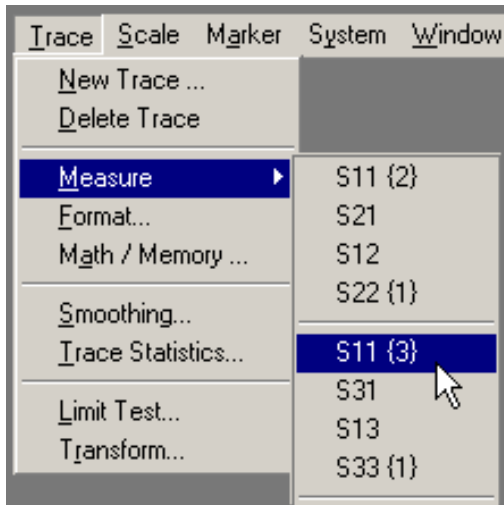 Trace Scale Marker System Window
New Trace ...
Delete Trace
Measure
Format...
Math / Memory ...
Smoothing...
Trace Statistics...
Limit Test...
Transform...
S11 {2}
S21
S12
S22 {1}
S11 {3}
S31
S13
S33 {1}